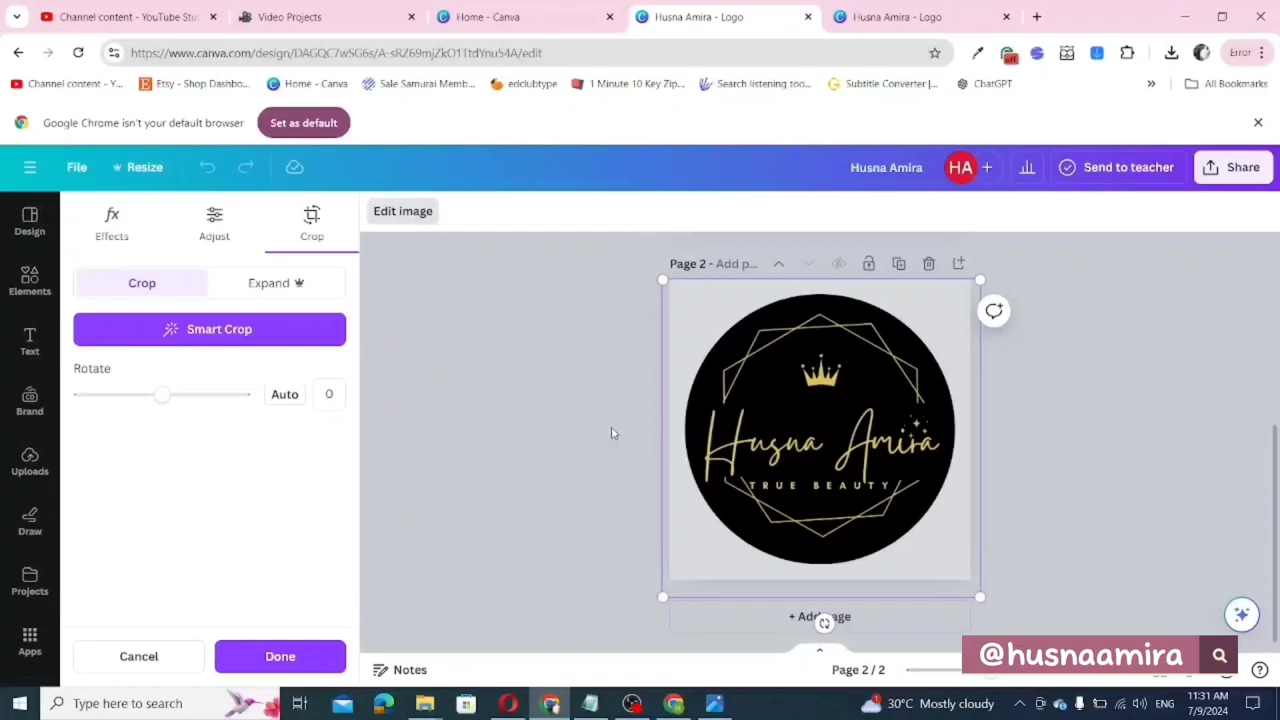 Channel content - YouTube Stu
Video Projects
Home - Canva
Husna Amira - Logo
Husna Amira - Logo
https://www.canva.com/design/DAGQC7wSG6s/A-sRZ69mjZkO1TtdYnu54A/edit
Error
Channel content - Y...
Etsy - Shop Dashbo...
Home - Canva
Sale Samurai Memb...
edclubtype
1 Minute 10 Key Zip...
Search listening too...
Subtitle Converter |...
ChatGPT
»
All Bookmarks
Google Chrome isn't your default browser
Set as default
File
Resize
Husna Amira
HA
Send to teacher
Share
Design
Elements
Text
Brand
Uploads
Draw
Projects
Apps
fx
Effects
Adjust
Crop
Crop
Expand
Smart Crop
Rotate
Auto
0
Cancel
Done
Edit image
Page 2 - Add p...
Husna Amira
TRUE BEAUTY
Notes
Page 2 / 2
@husnaamira
Type here to search
30°C Mostly cloudy
ENG
11:31 AM
7/9/2024